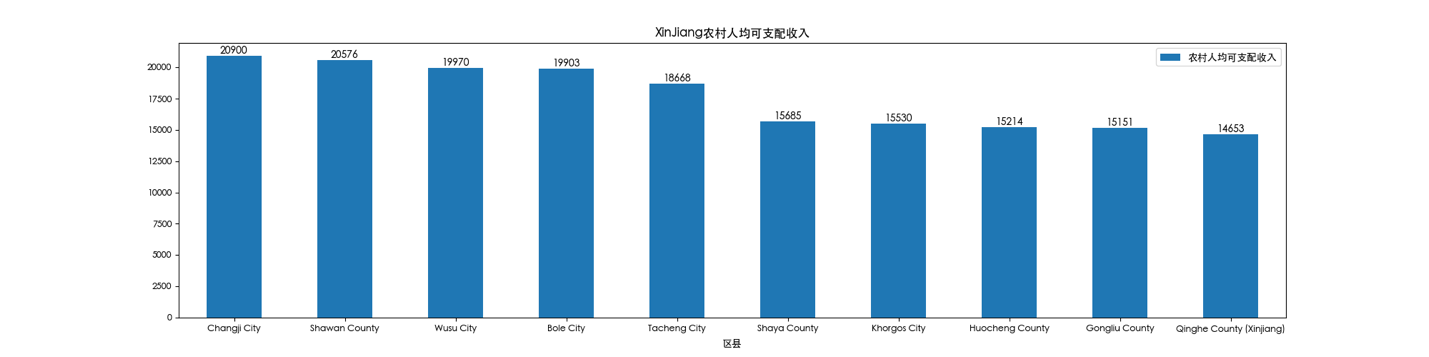 XinJiang农村人均可支配收入
农村人均可支配收入
20900 20576 19970 19903 18668 15685 15530 15214 15151 14653
20000
17500
15000
12500
10000
7500
5000
2500
0
Changji City Shawan County Wusu City Bole City Tacheng City Shaya County Khorgos City Huocheng County Gongliu County Qinghe County (Xinjiang)
区县